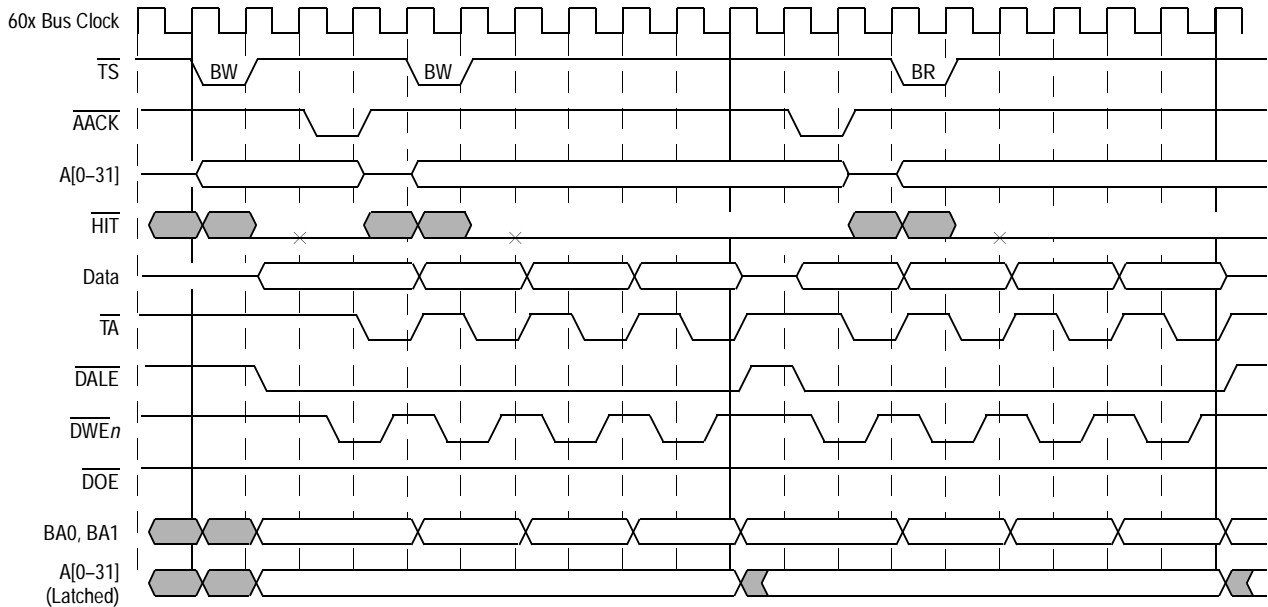 60x Bus Clock
TS
BW
BW
BR
AACK
A[0–31]
HIT
Data
TA
DALE
DWEn
DOE
BA0, BA1
A[0–31]
(Latched)